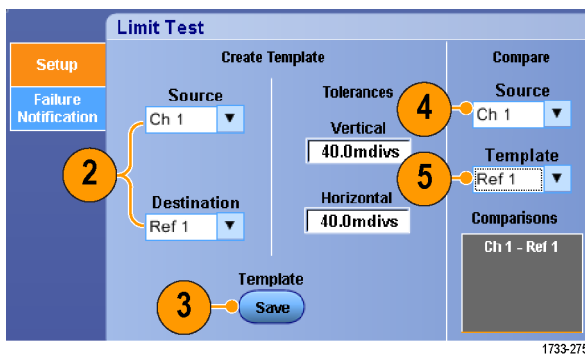 Limit Test
Setup
Failure
Notification
Create Template
Source
Ch 1
2
Destination
Ref 1
Template
3
Save
Tolerances
Vertical
40.0mdivs
Horizontal
40.0mdivs
Compare
Source
4
Ch 1
Template
5
Ref 1
Comparisons
Ch 1 - Ref 1
1733-275